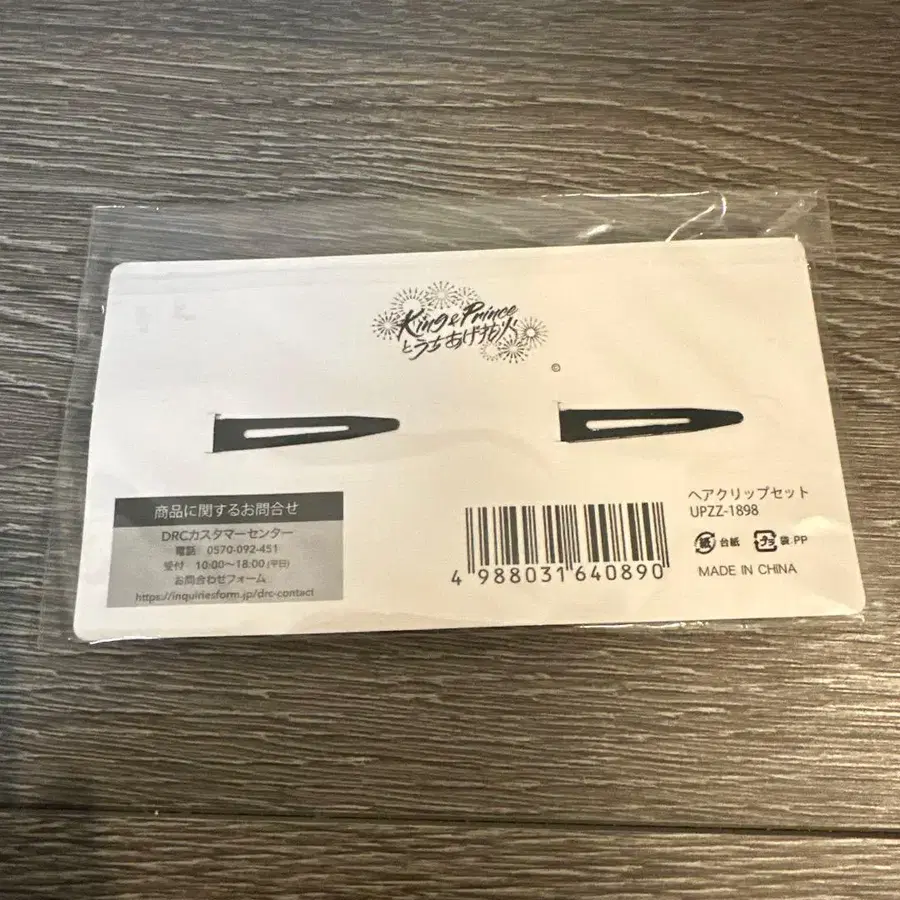 King & Prince
とうちあげ花火
©
商品に関するお問合せ
DRCカスタマーセンター
電話 0570-092-451
受付 10:00〜18:00(平日)
お問合わせフォーム
https://inquiriesform.jp/drc-contact
4 988031 640890
ヘアクリップセット
UPZZ-1898
紙 台紙 プラ 袋:PP
MADE IN CHINA